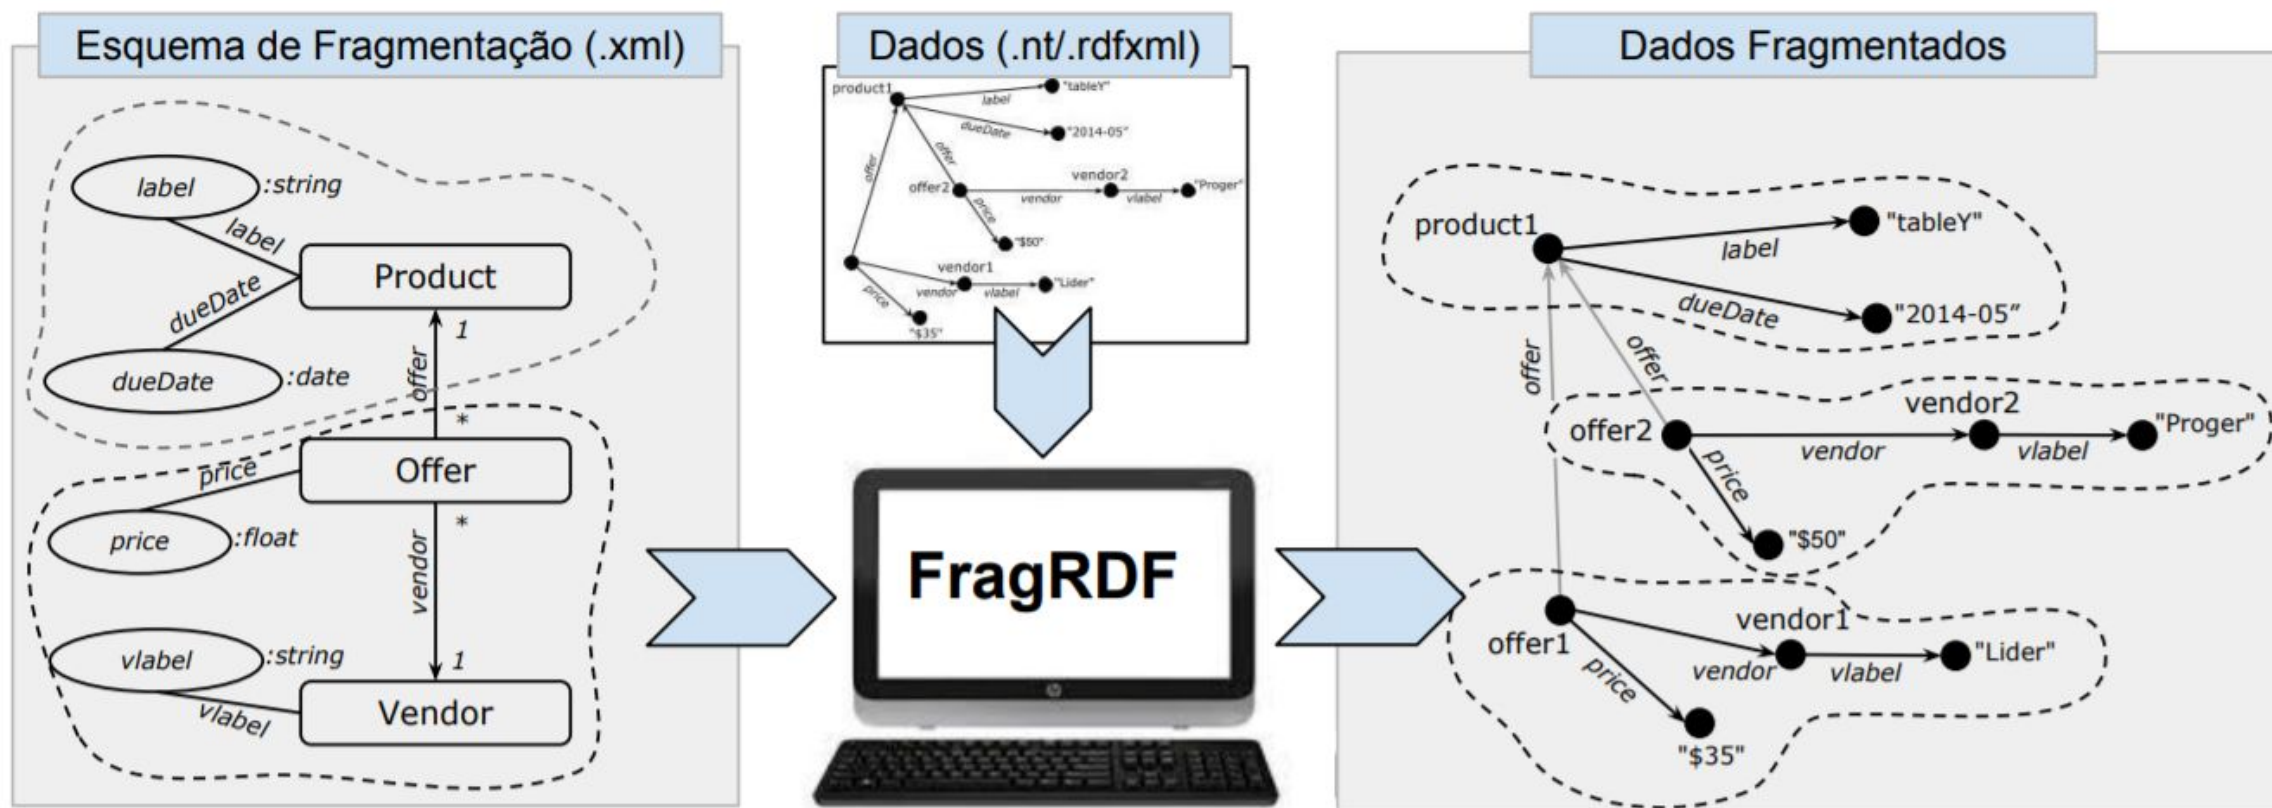 Esquema de Fragmentação (.xml)
label
:string
label
Product
dueDate
dueDate
:date
1
offer
*
Offer
price
price
:float
*
vendor
1
vlabel
:string
vlabel
Vendor
Dados (.nt/.rdfxml)
product1
"tableY"
label
dueDate
"2014-05”
offer
offer
offer2
vendor2
"Proger"
vendor
vlabel
price
"$50"
vendor1
"Lider"
vendor
vlabel
price
"$35"
FragRDF
hp
Dados Fragmentados
product1
"tableY"
label
dueDate
"2014-05”
offer
offer
offer2
vendor2
"Proger"
vendor
vlabel
price
"$50"
offer1
vendor1
"Lider"
vendor
vlabel
price
"$35"